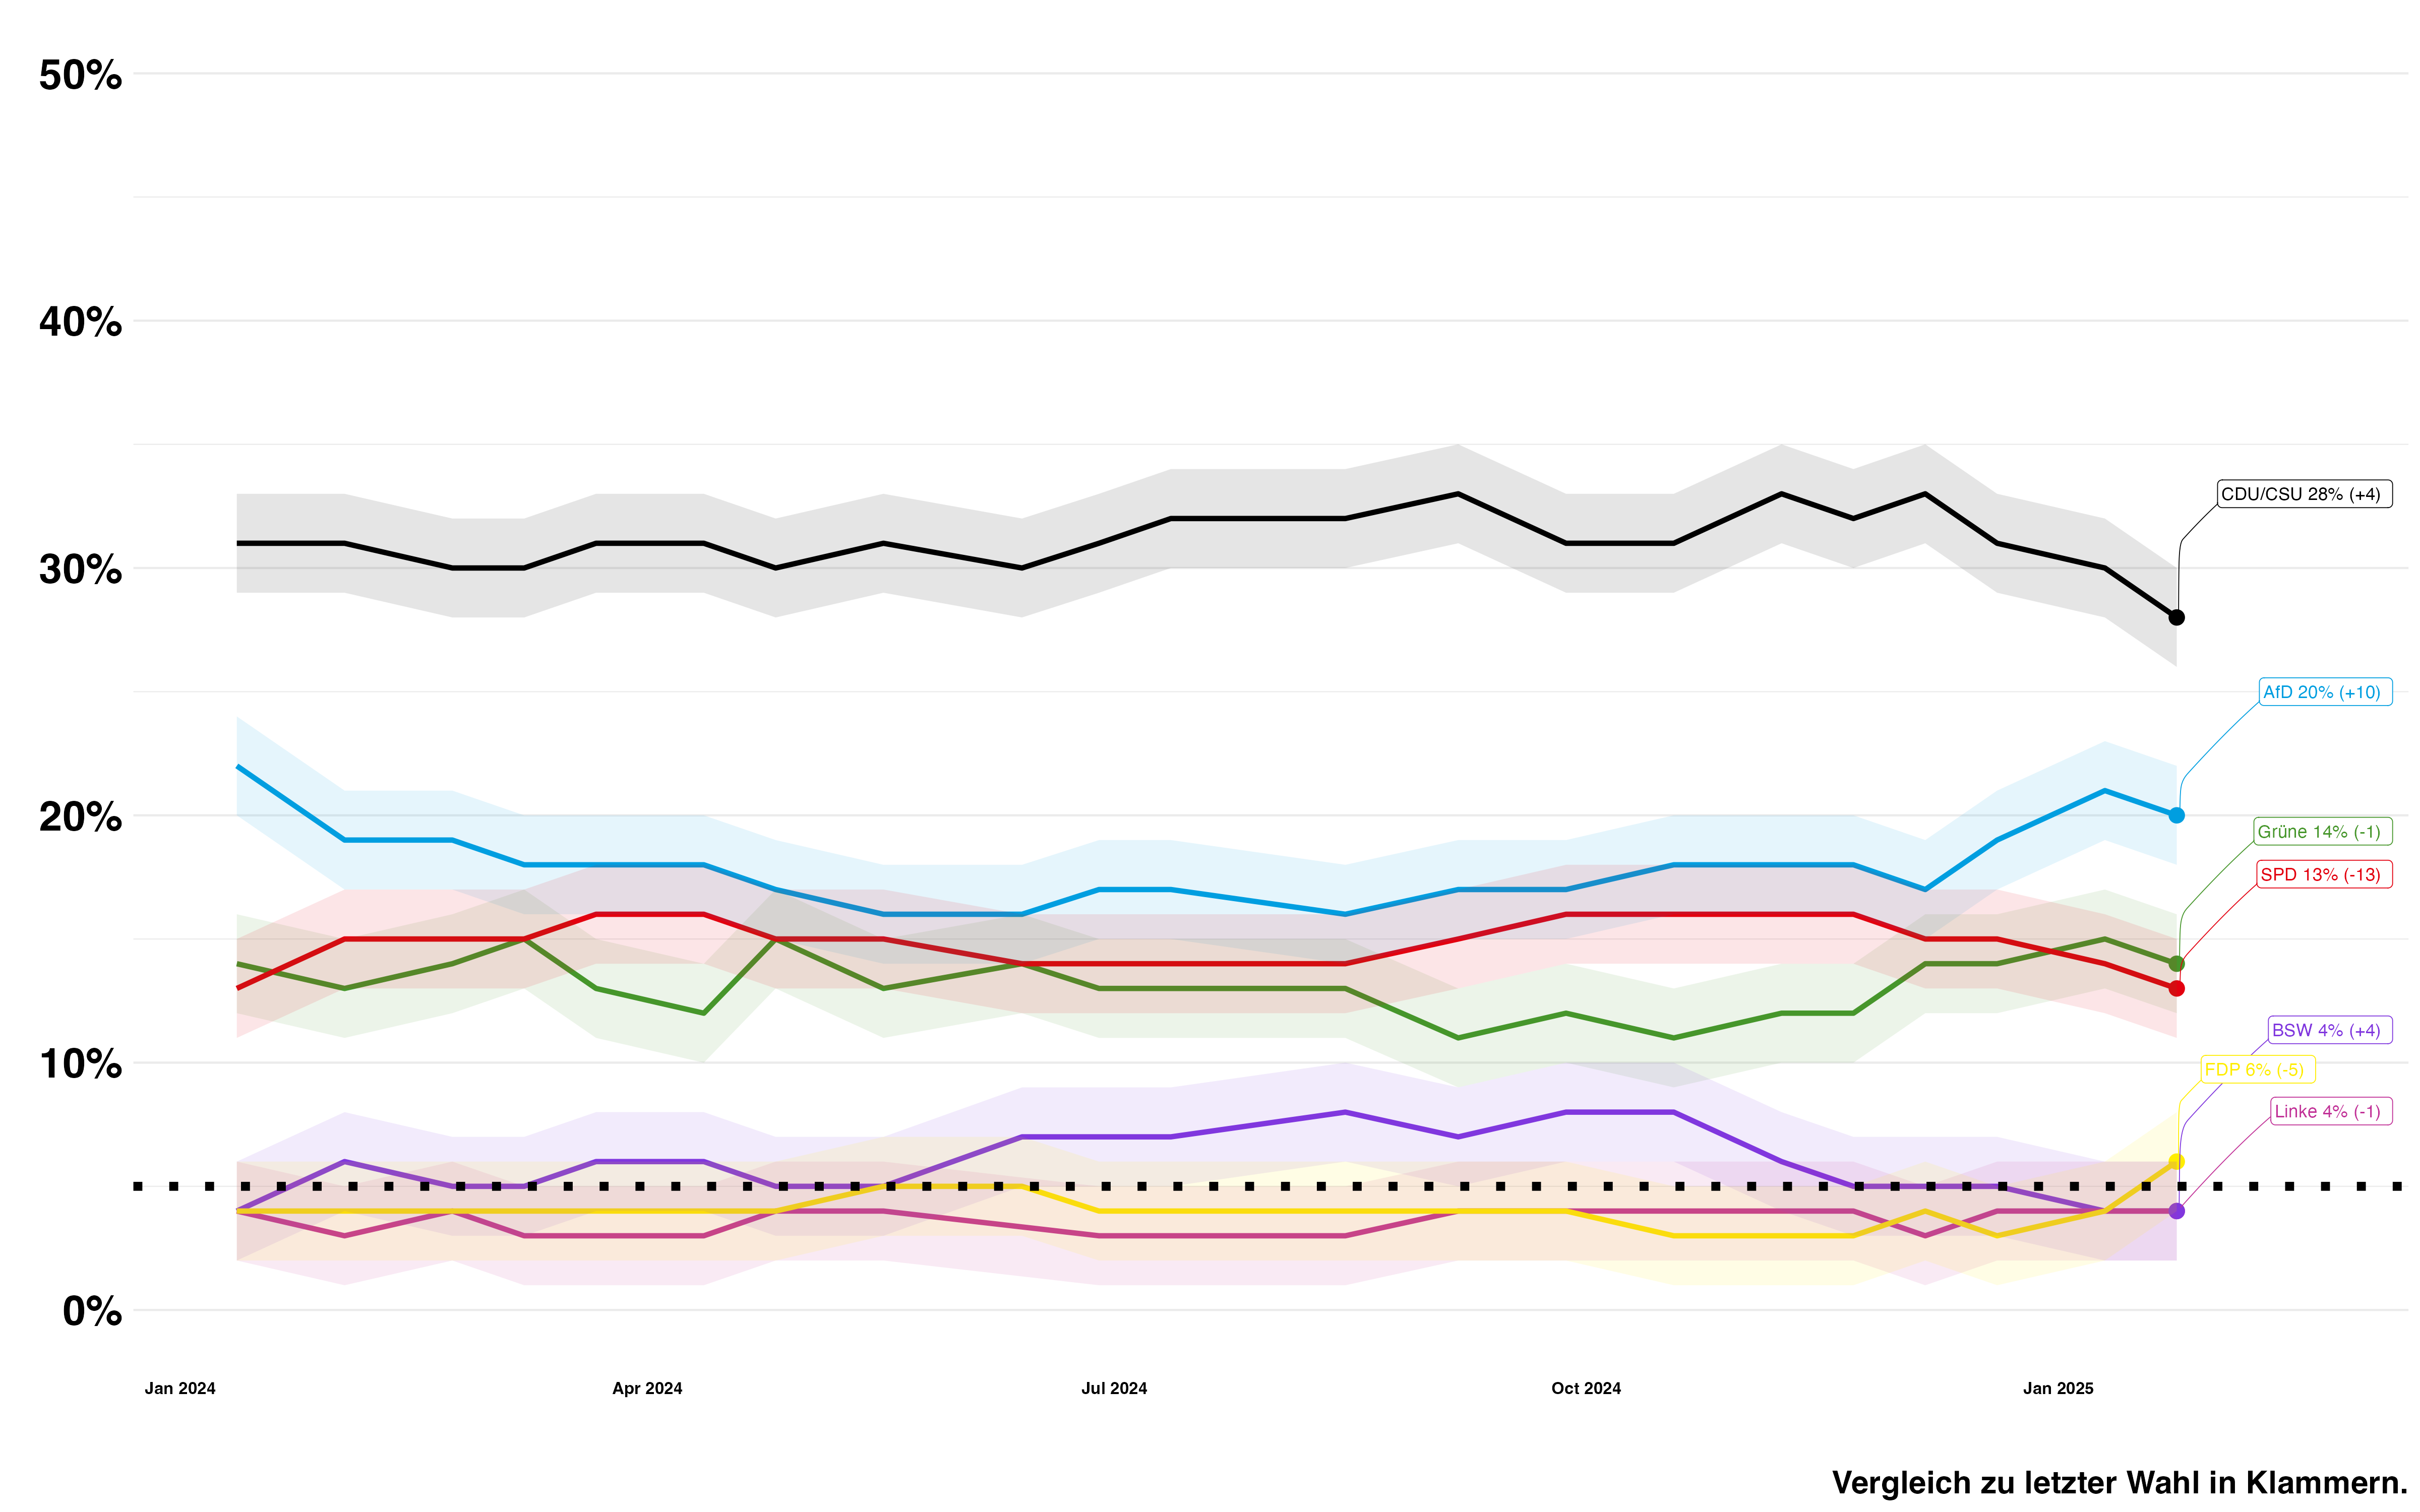 50%
40%
30%
20%
10%
0%
CDU/CSU 28% (+4)
AfD 20% (+10)
Grüne 14% (-1)
SPD 13% (-13)
BSW 4% (+4)
FDP 6% (-5)
Linke 4% (-1)
Jan 2024
Apr 2024
Jul 2024
Oct 2024
Jan 2025
Vergleich zu letzter Wahl in Klammern.